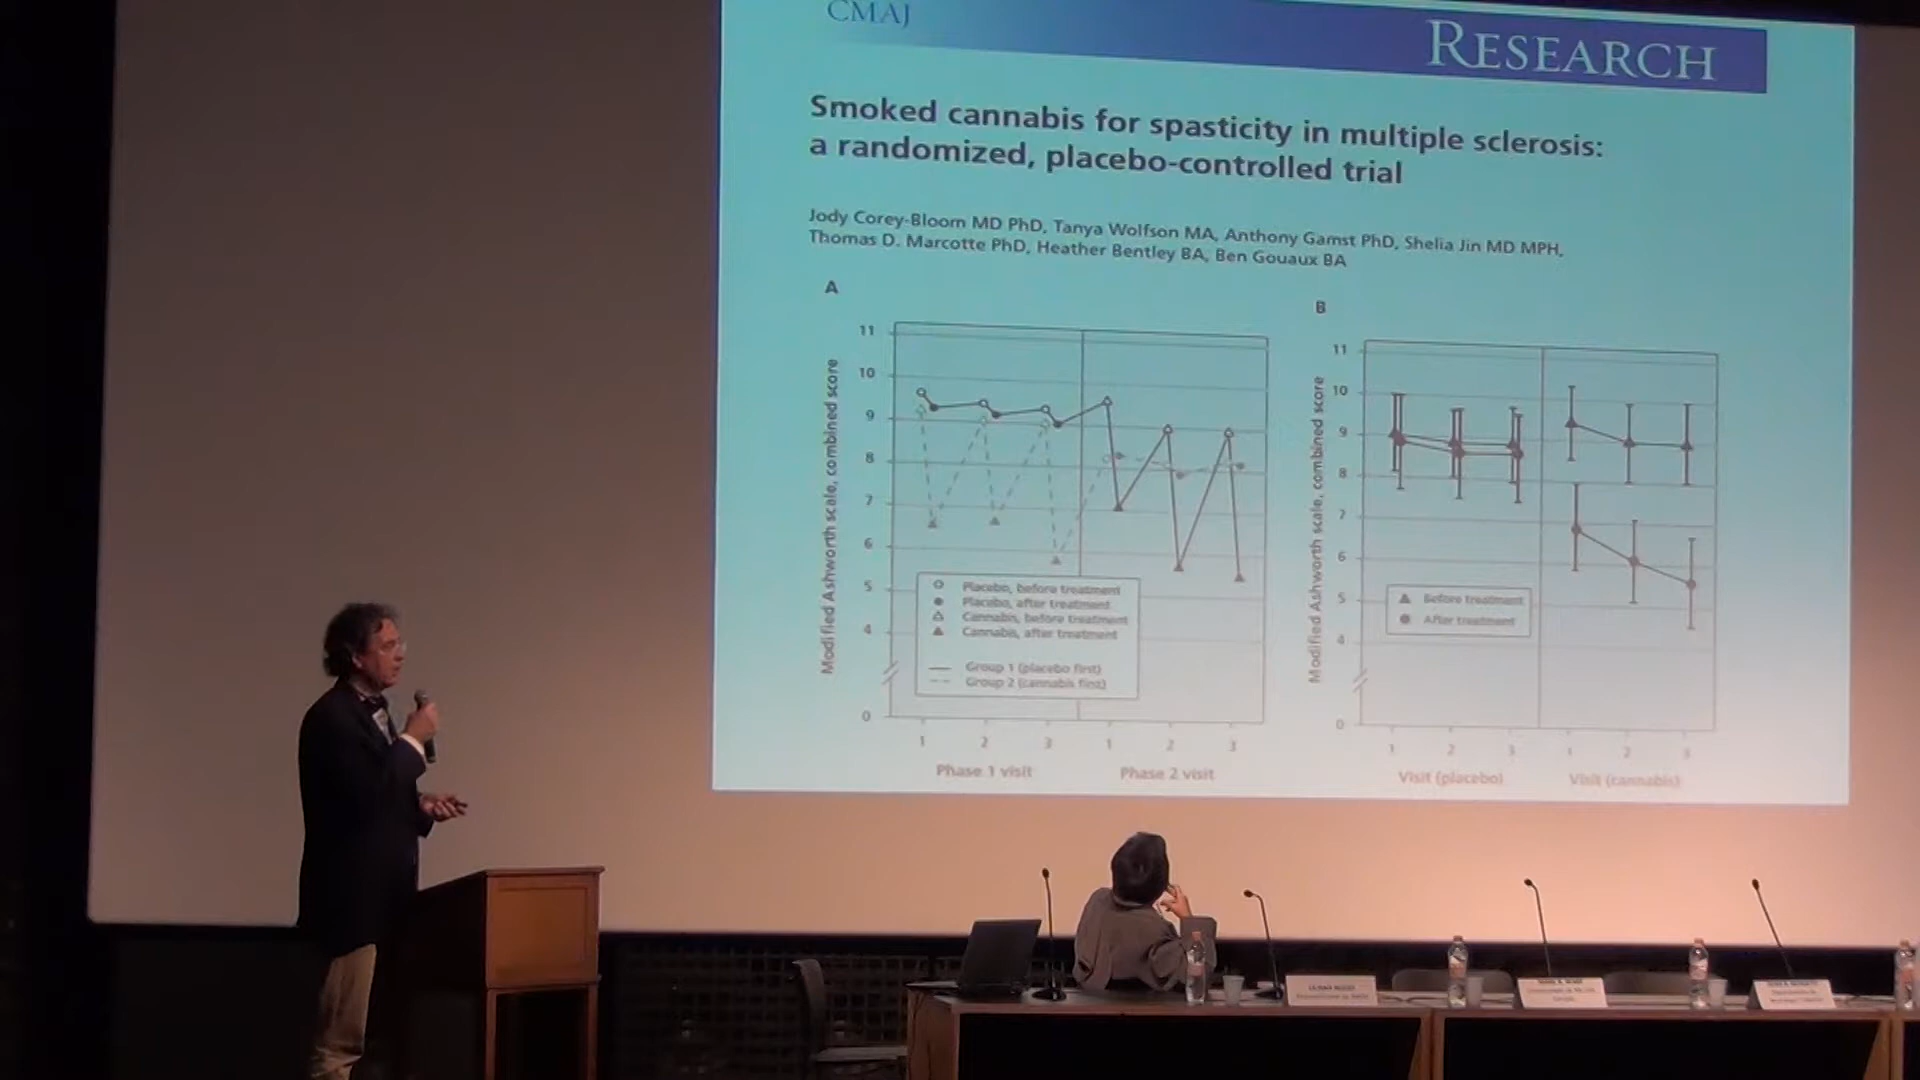 CMAJ
RESEARCH
Smoked cannabis for spasticity in multiple sclerosis:
a randomized, placebo-controlled trial
Jody Corey-Bloom MD PhD, Tanya Wolfson MA, Anthony Gamst PhD, Shelia Jin MD MPH,
Thomas D. Marcotte PhD, Heather Bentley BA, Ben Gouaux BA
A
Modified Ashworth scale, combined score
11
10
9
8
7
6
5
4
0
Placebo, before treatment
Placebo, after treatment
Cannabis, before treatment
Cannabis, after treatment
Group 1 (placebo first)
Group 2 (cannabis first)
1 2 3 1 2 3
Phase 1 visit Phase 2 visit
B
Modified Ashworth scale, combined score
11
10
9
8
7
6
5
4
0
Before treatment
After treatment
1 2 3 1 2 3
Visit (placebo) Visit (cannabis)